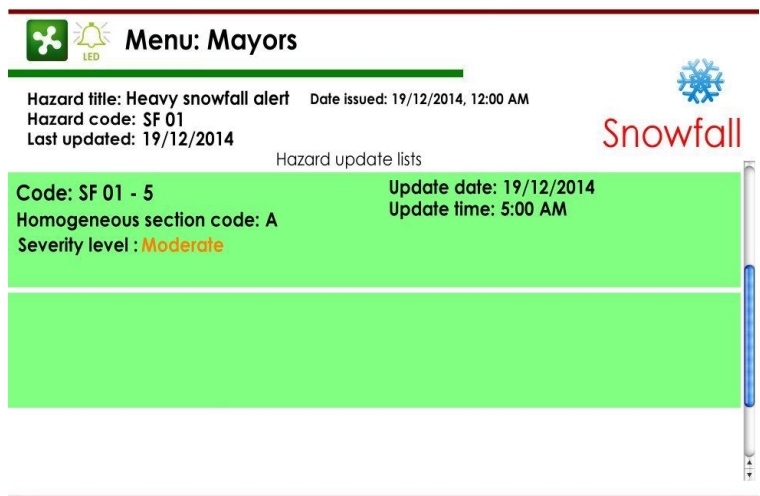 LED
Menu: Mayors
Hazard title: Heavy snowfall alert Date issued: 19/12/2014, 12:00 AM
Hazard code: SF 01
Last updated: 19/12/2014
Snowfall
Hazard update lists
Code: SF 01 - 5
Update date: 19/12/2014
Homogeneous section code: A
Update time: 5:00 AM
Severity level : Moderate